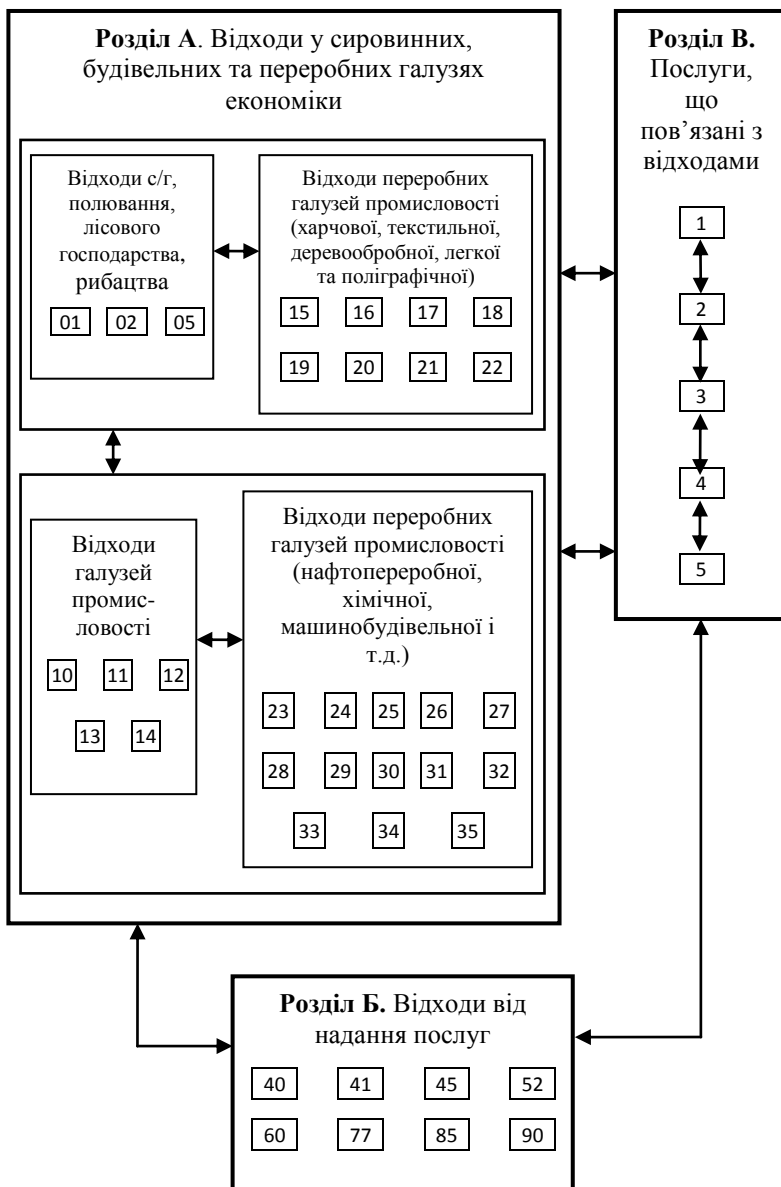 Розділ А. Відходи у сировинних,
будівельних та переробних галузях
економіки
Відходи с/г,
полювання,
лісового
господарства,
рибацтва
01 02 05
Відходи переробних
галузей промисловості
(харчової, текстильної,
деревообробної, легкої
та поліграфічної)
15 16 17 18
19 20 21 22
Відходи
галузей
промис-
ловості
10 11 12
13 14
Відходи переробних
галузей промисловості
(нафтопереробної,
хімічної,
машинобудівельної і
т.д.)
23 24 25 26 27
28 29 30 31 32
33 34 35
Розділ В.
Послуги,
що
пов’язані з
відходами
1
2
3
4
5
Розділ Б. Відходи від
надання послуг
40 41 45 52
60 77 85 90